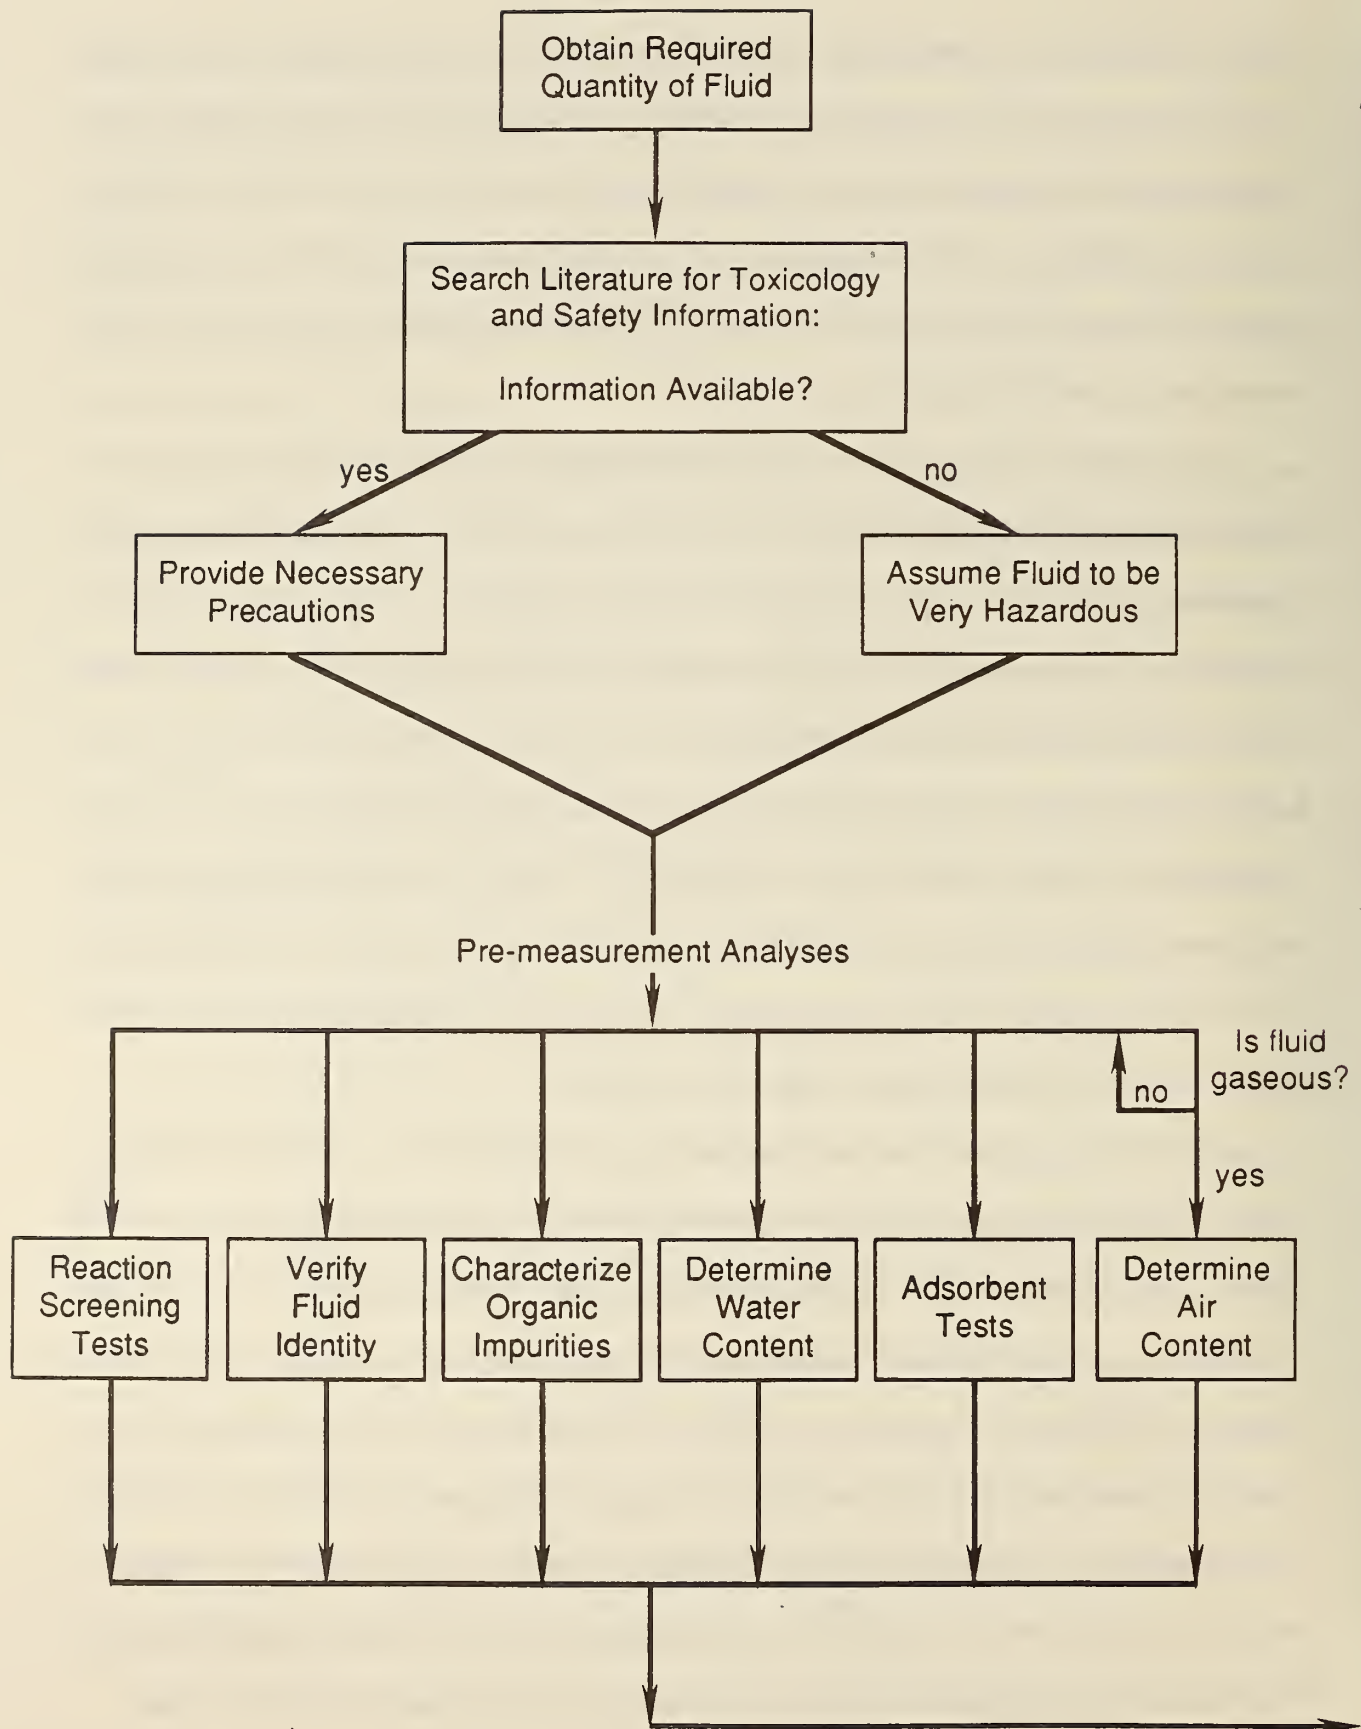 Obtain Required
Quantity of Fluid
Search Literature for Toxicology
and Safety Information:
Information Available?
yes
no
Provide Necessary
Precautions
Assume Fluid to be
Very Hazardous
Pre-measurement Analyses
Is fluid
gaseous?
no
yes
Reaction
Screening
Tests
Verify
Fluid
Identity
Characterize
Organic
Impurities
Determine
Water
Content
Adsorbent
Tests
Determine
Air
Content